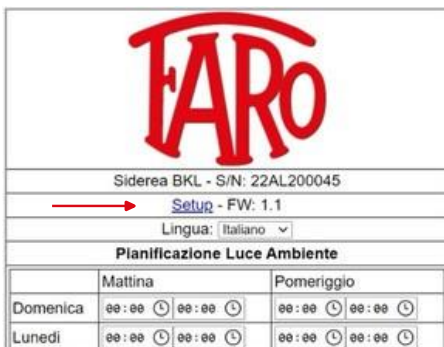 FARO
Siderea BKL - S/N: 22AL200045
Setup - FW: 1.1
Lingua: Italiano
Pianificazione Luce Ambiente
Mattina Pomeriggio
Domenica 00:00 00:00 00:00 00:00
Lunedi 00:00 00:00 00:00 00:00